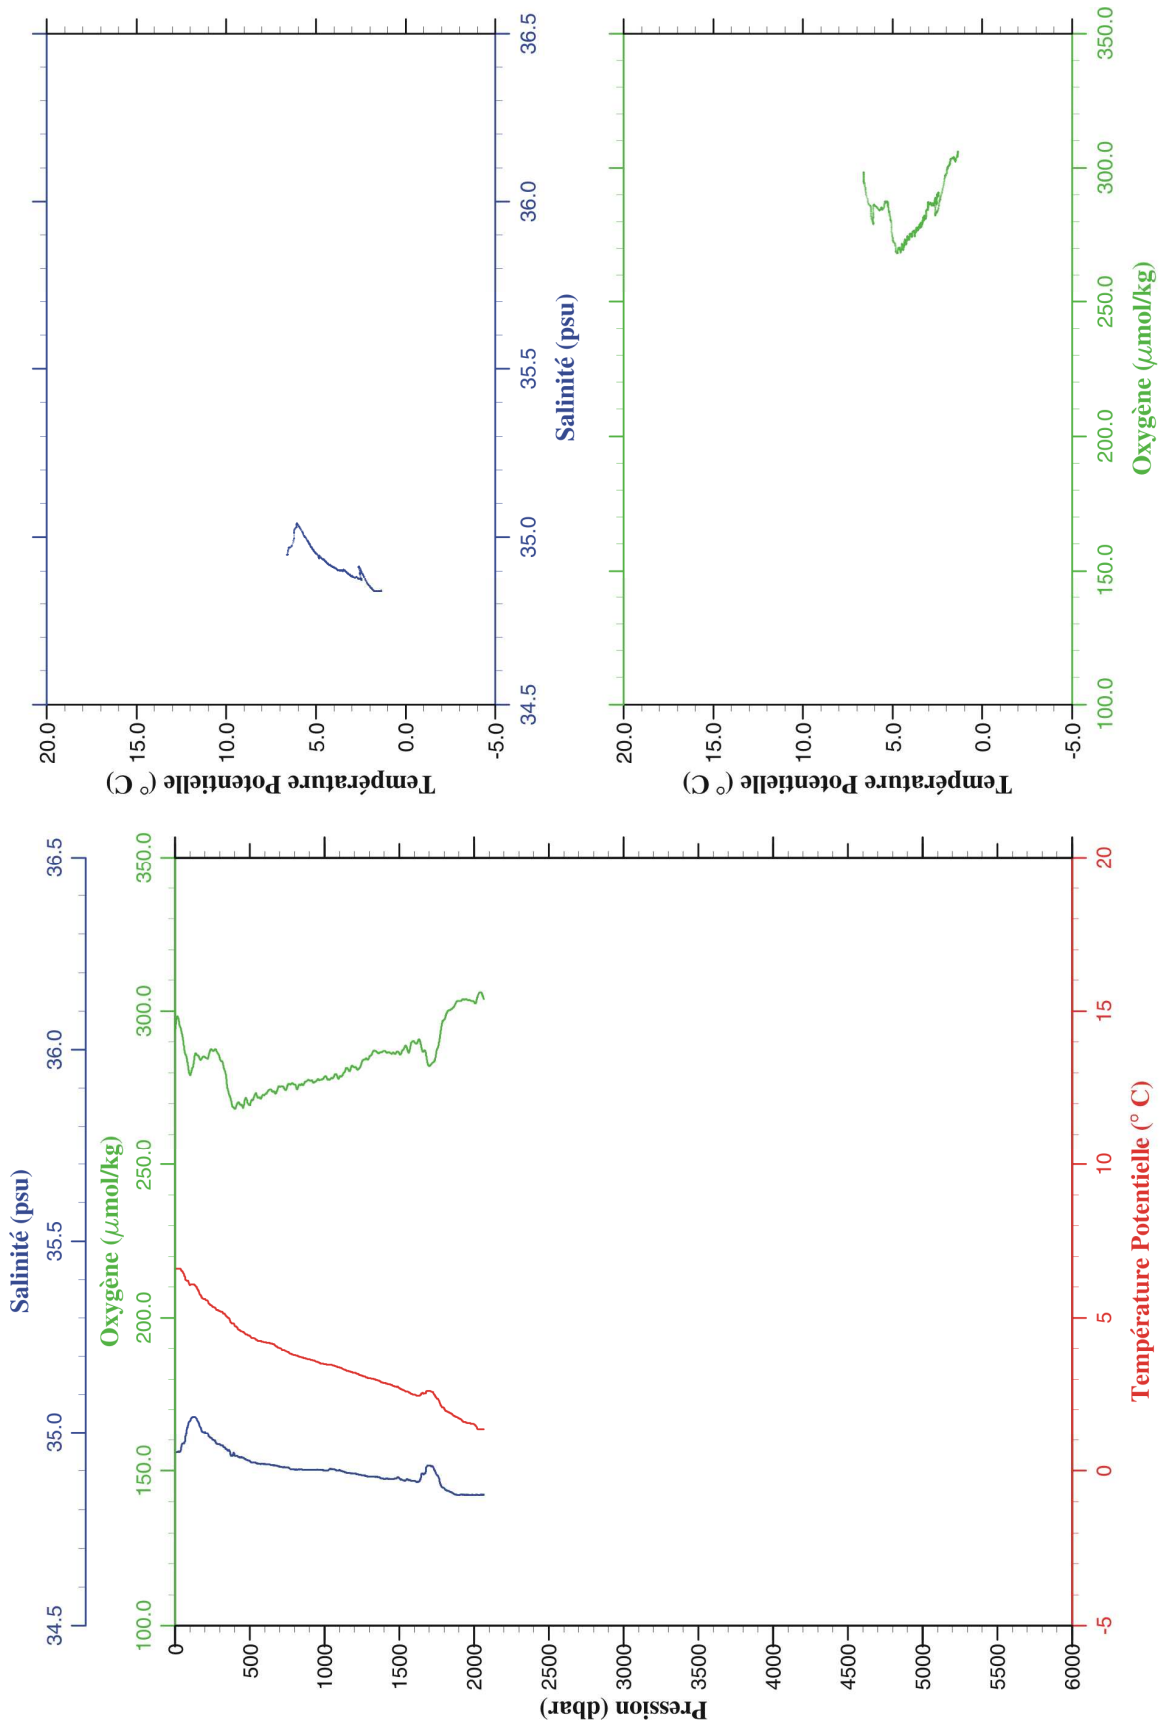 Salinité (psu)
34.5 35.0 35.5 36.0 36.5
Oxygène (μmol/kg)
100.0 150.0 200.0 250.0 300.0 350.0
Pression (dbar)
0
500
1000
1500
2000
2500
3000
3500
4000
4500
5000
5500
6000
-5 0 5 10 15 20
Température Potentielle (° C)
Température Potentielle (° C)
20.0
15.0
10.0
5.0
0.0
-5.0
34.5 35.0 35.5 36.0 36.5
Salinité (psu)
Température Potentielle (° C)
20.0
15.0
10.0
5.0
0.0
-5.0
100.0 150.0 200.0 250.0 300.0 350.0
Oxygène (μmol/kg)